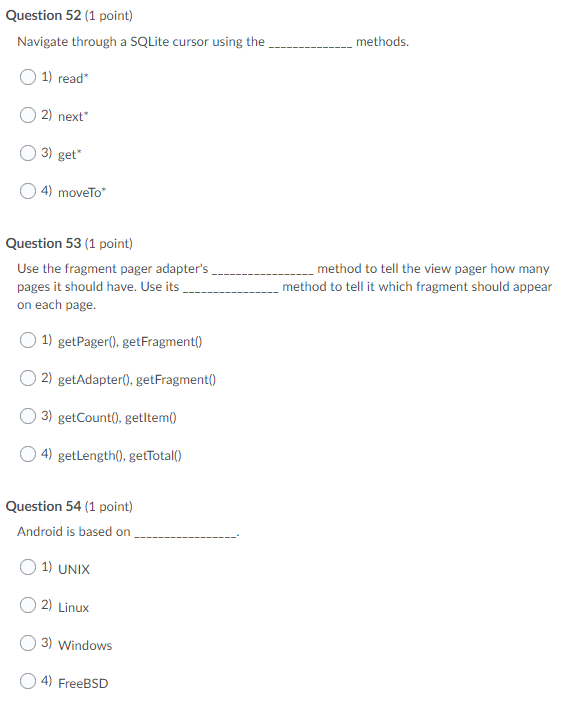 Question 52 (1 point)
Navigate through a SQLite cursor using the ______________ methods.
1) read*
2) next*
3) get*
4) moveTo*
Question 53 (1 point)
Use the fragment pager adapter's _________________ method to tell the view pager how many
pages it should have. Use its ________________ method to tell it which fragment should appear
on each page.
1) getPager(), getFragment()
2) getAdapter(), getFragment()
3) getCount(), getItem()
4) getLength(), getTotal()
Question 54 (1 point)
Android is based on _________________.
1) UNIX
2) Linux
3) Windows
4) FreeBSD